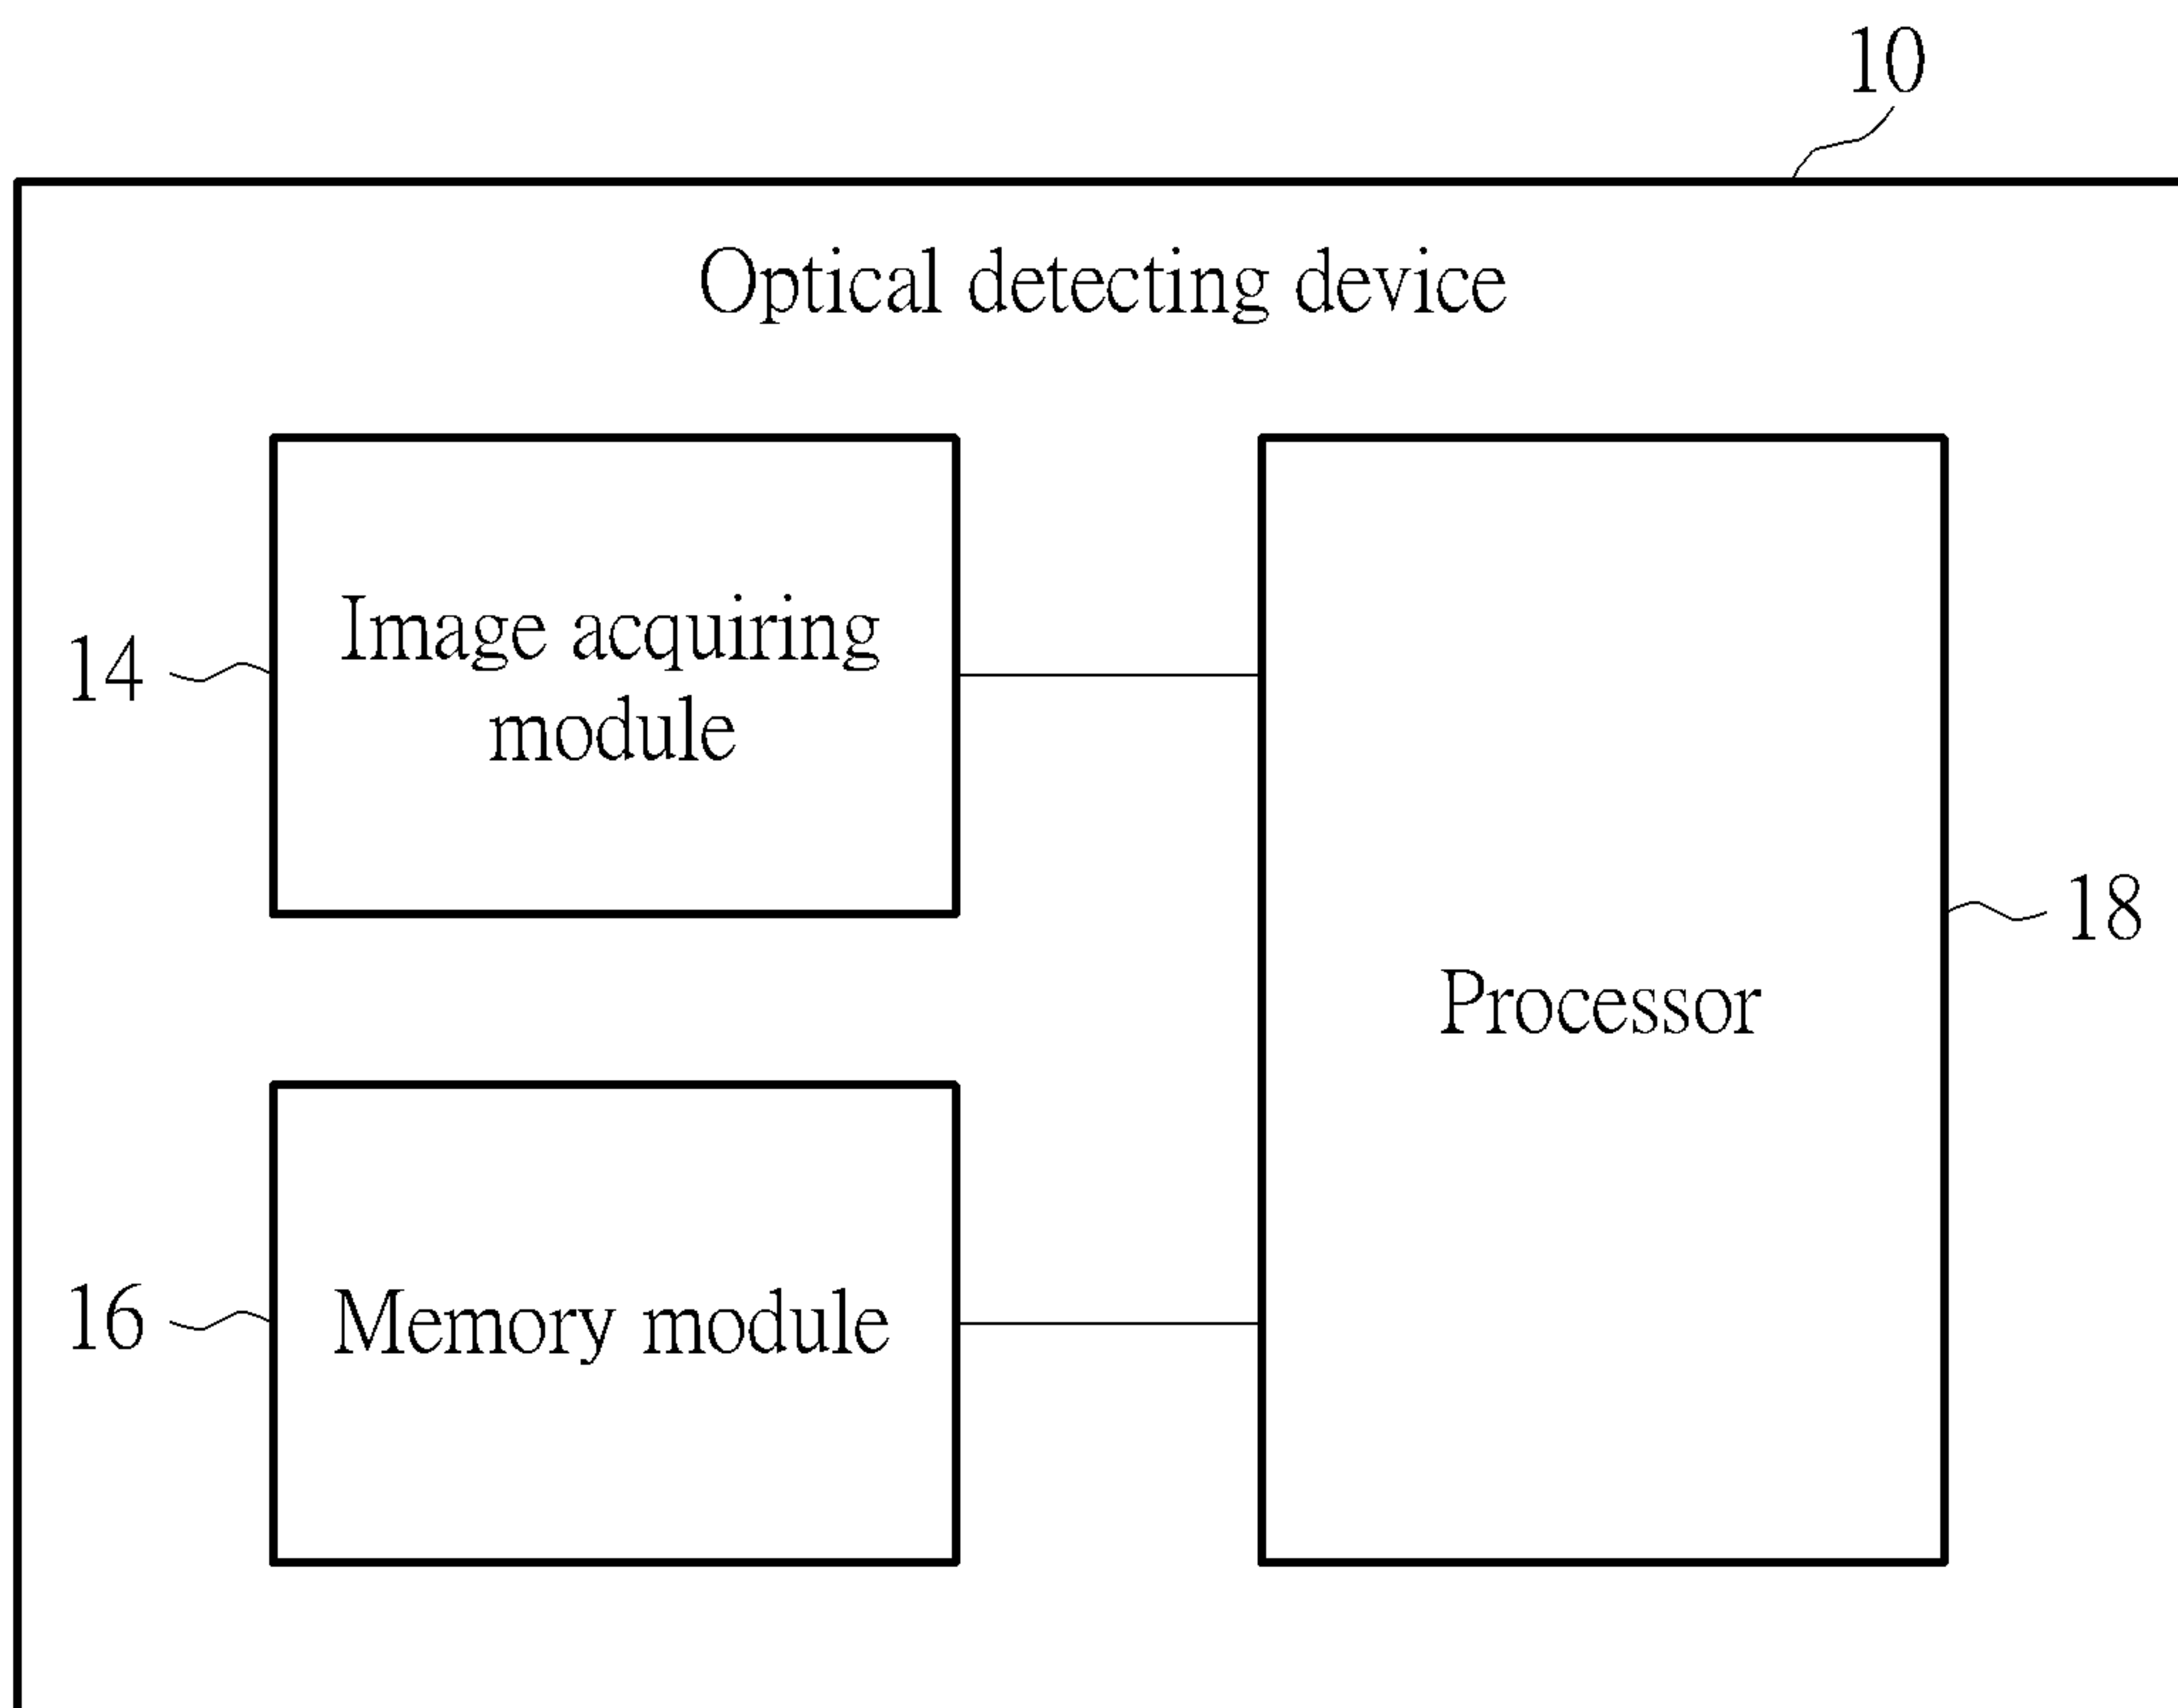 10
Optical detecting device
Image acquiring
module
14
18
Processor
16
Memory module